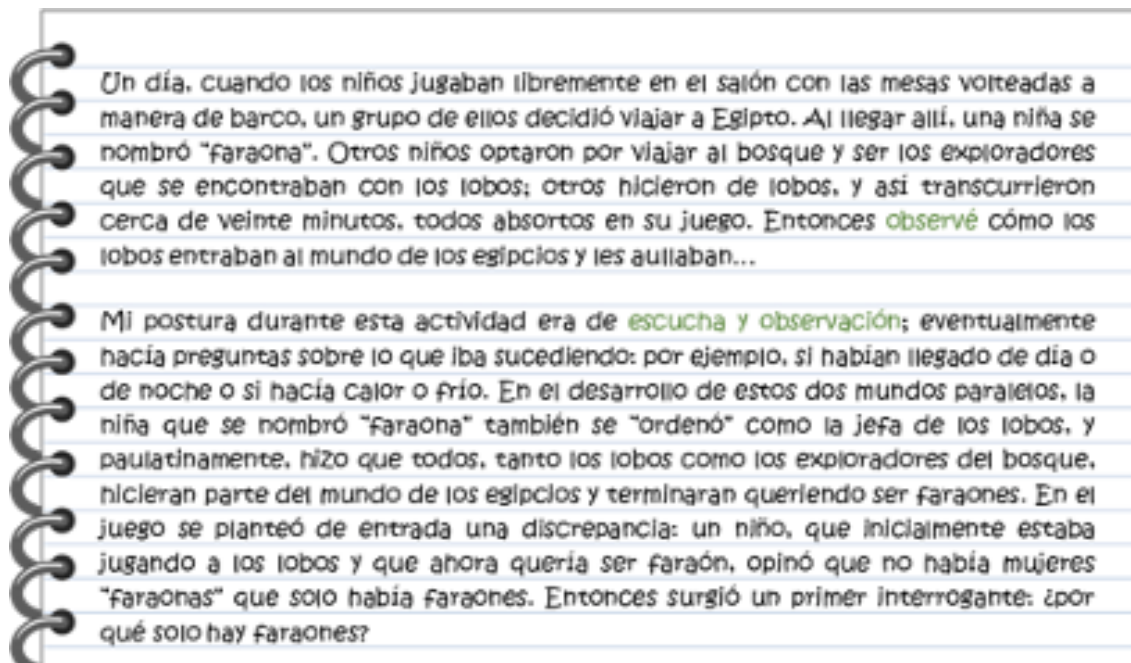 Un día, cuando los niños jugaban libremente en el salón con las mesas volteadas a
manera de barco, un grupo de ellos decidió viajar a Egipto. Al llegar allí, una niña se
nombró "faraona". Otros niños optaron por viajar al bosque y ser los exploradores
que se encontraban con los lobos; otros hicieron de lobos, y así transcurrieron
cerca de veinte minutos, todos absortos en su juego. Entonces observé cómo los
lobos entraban al mundo de los egipcios y les aullaban...
Mi postura durante esta actividad era de escucha y observación; eventualmente
hacía preguntas sobre lo que iba sucediendo: por ejemplo, si habían llegado de día o
de noche o si hacía calor o frío. En el desarrollo de estos dos mundos paralelos, la
niña que se nombró "faraona" también se "ordenó" como la jefa de los lobos, y
paulatinamente, hizo que todos, tanto los lobos como los exploradores del bosque,
hicieran parte del mundo de los egipcios y terminaran queriendo ser faraones. En el
juego se planteó de entrada una discrepancia: un niño, que inicialmente estaba
jugando a los lobos y que ahora quería ser faraón, opinó que no había mujeres
"faraonas" que solo había faraones. Entonces surgió un primer interrogante: ¿por
qué solo hay faraones?